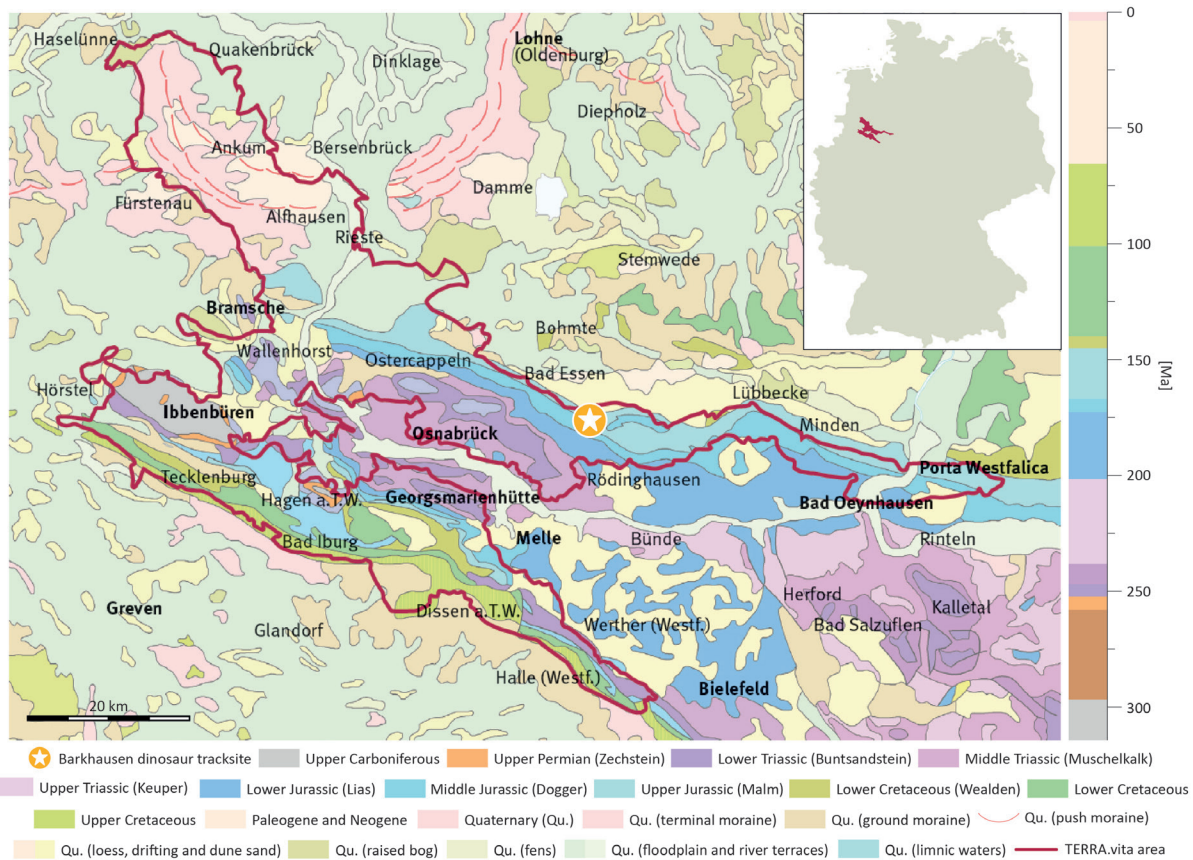 Haselünne
Quakenbrück
Dinklage
Lohne
(Oldenburg)
Diepholz
Ankum
Bersenbrück
Damme
Fürstenau
Alfhausen
Rieste
Stemwede
Bramsche
Bohmte
Wallenhorst
Ostercappeln
Bad Essen
Hörstel
Lübbecke
Ibbenbüren
Osnabrück
Minden
Tecklenburg
Rödinghausen
Porta Westfalica
Hagen a.T.W.
Georgsmarienhütte
Bad Oeynhausen
Bad Iburg
Melle
Bünde
Rinteln
Greven
Dissen a.T.W.
Herford
Kalletal
Glandorf
Werther (Westf.)
Bad Salzuflen
Halle (Westf.)
Bielefeld
20 km
0
50
100
150
[Ma]
200
250
300
Barkhausen dinosaur tracksite Upper Carboniferous Upper Permian (Zechstein) Lower Triassic (Buntsandstein) Middle Triassic (Muschelkalk)
Upper Triassic (Keuper) Lower Jurassic (Lias) Middle Jurassic (Dogger) Upper Jurassic (Malm) Lower Cretaceous (Wealden) Lower Cretaceous
Upper Cretaceous Paleogene and Neogene Quaternary (Qu.) Qu. (terminal moraine) Qu. (ground moraine) Qu. (push moraine)
Qu. (loess, drifting and dune sand) Qu. (raised bog) Qu. (fens) Qu. (floodplain and river terraces) Qu. (limnic waters) TERRA.vita area